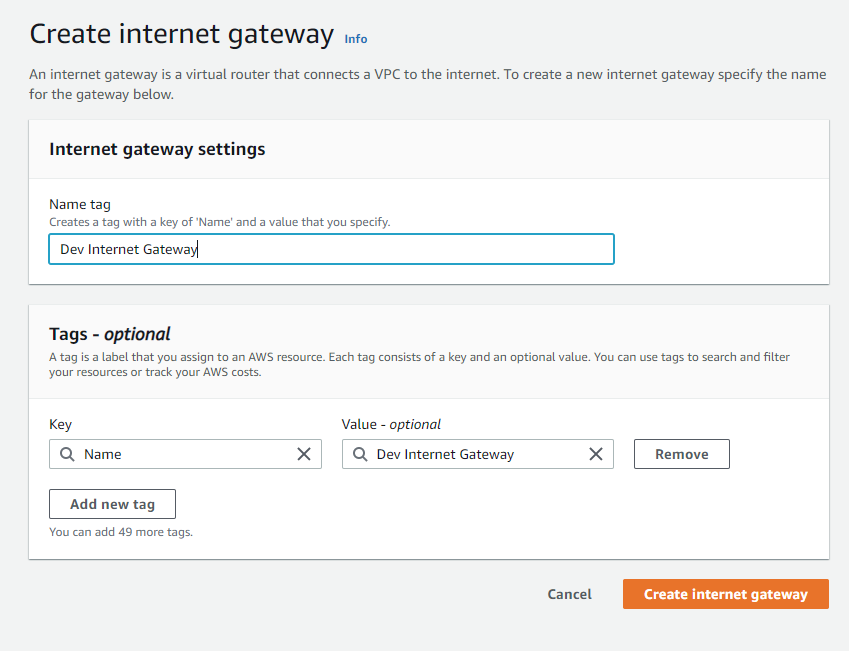 Create internet gateway Info
An internet gateway is a virtual router that connects a VPC to the internet. To create a new internet gateway specify the name
for the gateway below.
Internet gateway settings
Name tag
Creates a tag with a key of 'Name' and a value that you specify.
Dev Internet Gateway
Tags - optional
A tag is a label that you assign to an AWS resource. Each tag consists of a key and an optional value. You can use tags to search and filter
your resources or track your AWS costs.
Key Value - optional
Name Dev Internet Gateway Remove
Add new tag
You can add 49 more tags.
Cancel Create internet gateway